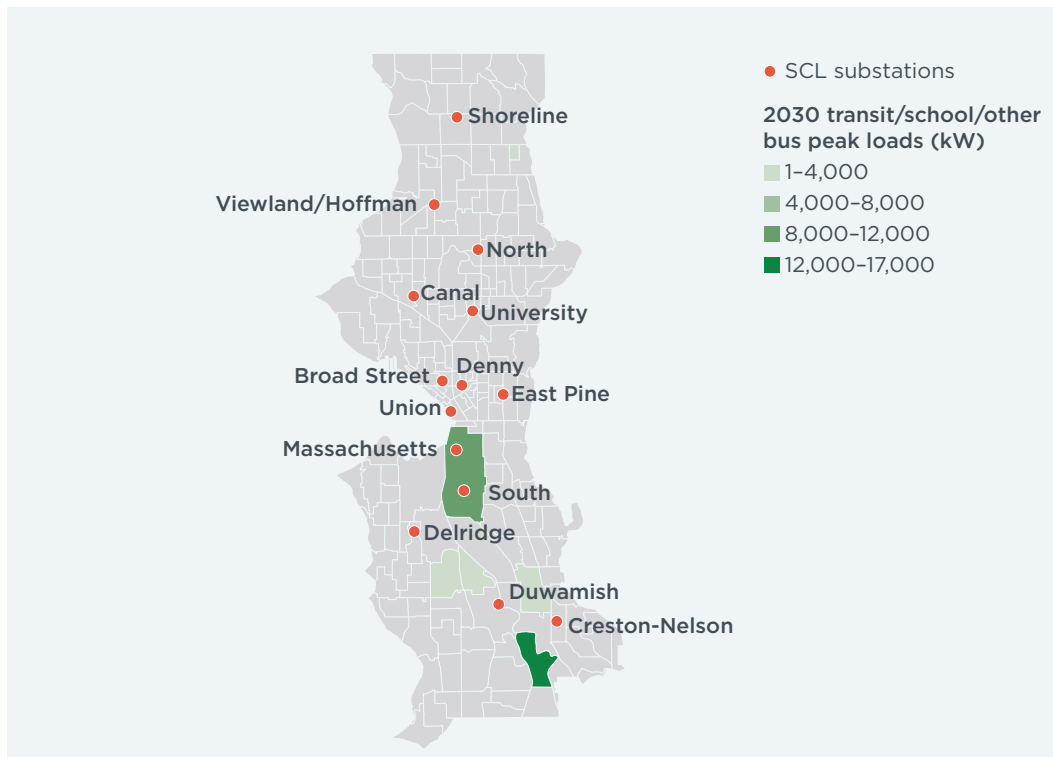 SCL substations
2030 transit/school/other
bus peak loads (kW)
1–4,000
4,000–8,000
8,000–12,000
12,000–17,000
Shoreline
Viewland/Hoffman
North
Canal
University
Denny
Broad Street
East Pine
Union
Massachusetts
South
Delridge
Duwamish
Creston-Nelson